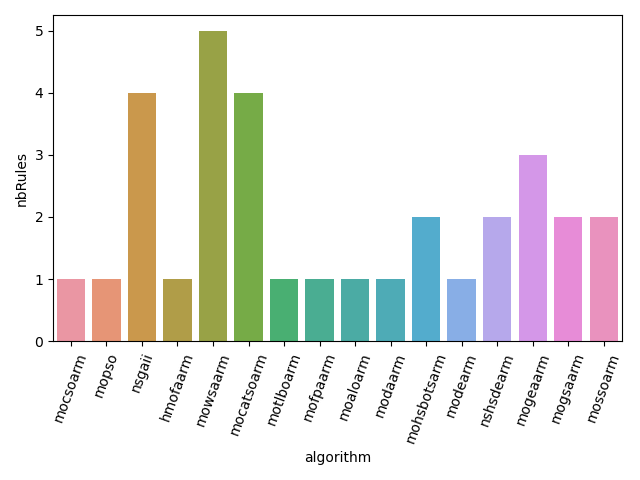 nbRules
5
4
3
2
1
0
mocsoarm
mopso
nsgaii
hmofaarm
mowsaarm
mocatsoarm
motlboarm
mofpaarm
moaloarm
modaarm
mohsbotsarm
modearm
nshsdearm
mogeaarm
mogsaarm
mossoarm
algorithm